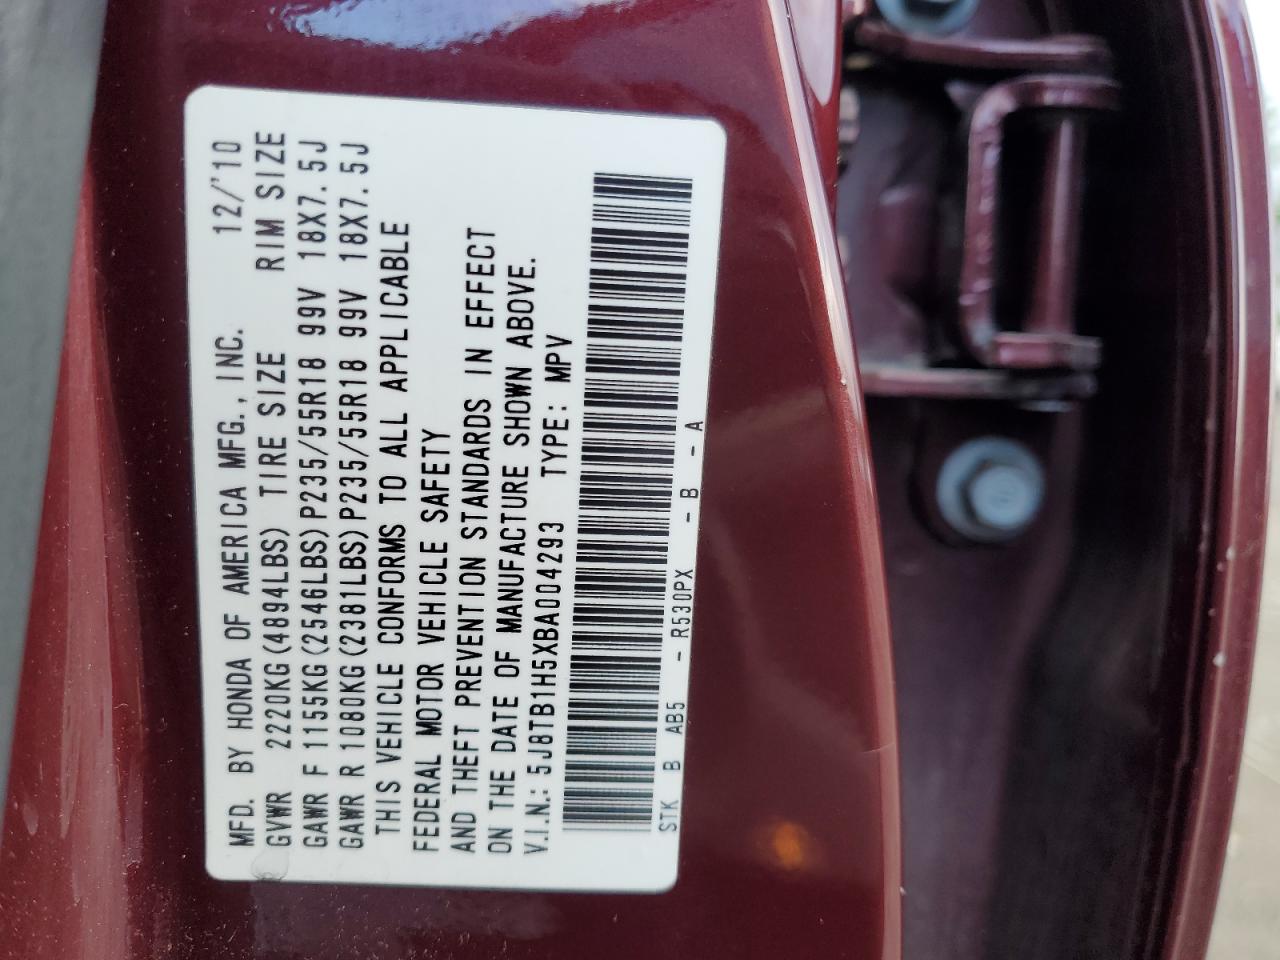 MFD. BY HONDA OF AMERICA MFG., INC. 12/'10
GVWR 2220KG(4894LBS) TIRE SIZE RIM SIZE
GAWR F 1155KG(2546LBS)P235/55R18 99V 18X7.5J
GAWR R 1080KG(2381LBS)P235/55R18 99V 18X7.5J
THIS VEHICLE CONFORMS TO ALL APPLICABLE
FEDERAL MOTOR VEHICLE SAFETY
AND THEFT PREVENTION STANDARDS IN EFFECT
ON THE DATE OF MANUFACTURE SHOWN ABOVE.
V.I.N.: 5J8TB1H5XBA004293 TYPE: MPV
STK B AB5 - R530PX - B - A